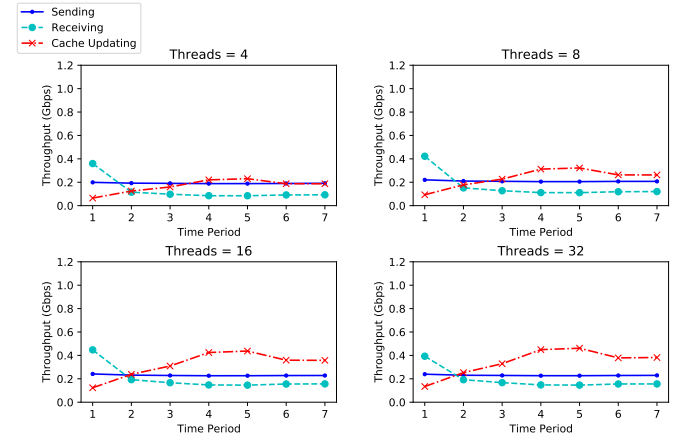 Sending
Receiving
Cache Updating
Threads = 4
Threads = 8
1.2
1.0
0.8
0.6
0.4
0.2
0.0
Throughput (Gbps)
1 2 3 4 5 6 7
Time Period
1.2
1.0
0.8
0.6
0.4
0.2
0.0
Throughput (Gbps)
1 2 3 4 5 6 7
Time Period
Threads = 16
Threads = 32
1.2
1.0
0.8
0.6
0.4
0.2
0.0
Throughput (Gbps)
1 2 3 4 5 6 7
Time Period
1.2
1.0
0.8
0.6
0.4
0.2
0.0
Throughput (Gbps)
1 2 3 4 5 6 7
Time Period